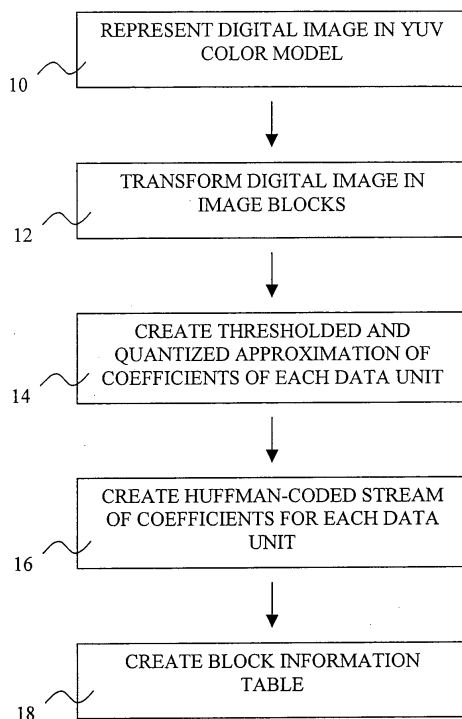 REPRESENT DIGITAL IMAGE IN YUV
COLOR MODEL
10
TRANSFORM DIGITAL IMAGE IN
IMAGE BLOCKS
12
CREATE THRESHOLDED AND
QUANTIZED APPROXIMATION OF
COEFFICIENTS OF EACH DATA UNIT
14
CREATE HUFFMAN-CODED STREAM
OF COEFFICIENTS FOR EACH DATA
UNIT
16
CREATE BLOCK INFORMATION
TABLE
18